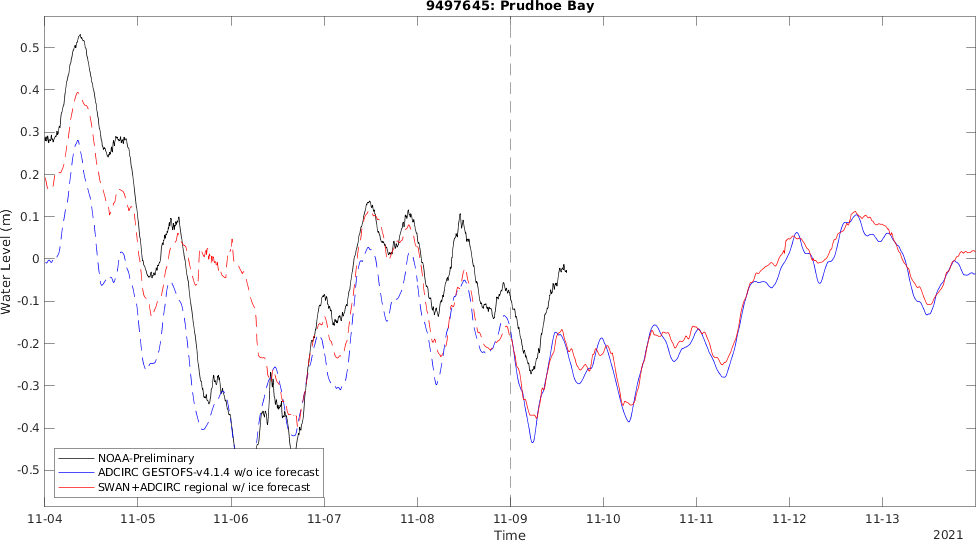 9497645: Prudhoe Bay
0.5
0.4
0.3
0.2
0.1
0
-0.1
-0.2
-0.3
-0.4
-0.5
Water Level (m)
NOAA-Preliminary
ADCIRC GESTOFS-v4.1.4 w/o ice forecast
SWAN+ADCIRC regional w/ ice forecast
11-04 11-05 11-06 11-07 11-08 11-09 11-10 11-11 11-12 11-13
Time
2021